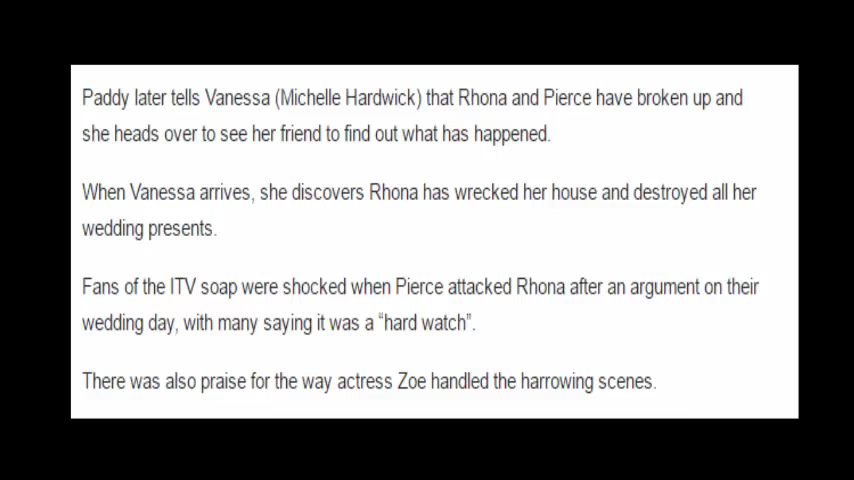 Paddy later tells Vanessa (Michelle Hardwick) that Rhona and Pierce have broken up and
she heads over to see her friend to find out what has happened.
When Vanessa arrives, she discovers Rhona has wrecked her house and destroyed all her
wedding presents.
Fans of the ITV soap were shocked when Pierce attacked Rhona after an argument on their
wedding day, with many saying it was a “hard watch”.
There was also praise for the way actress Zoe handled the harrowing scenes.